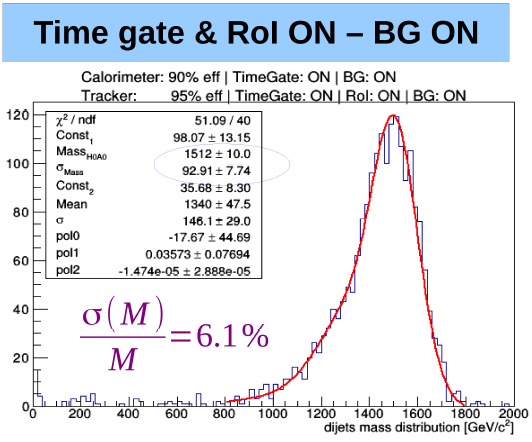 Time gate & RoI ON – BG ON
Calorimeter: 90% eff | TimeGate: ON | BG: ON
Tracker: 95% eff | TimeGate: ON | RoI: ON | BG: ON
χ² / ndf 51.09 / 40
Const₁ 98.07 ± 13.15
Mass_H0A0 1512 ± 10.0
σ_Mass 92.91 ± 7.74
Const₂ 35.68 ± 8.30
Mean 1340 ± 47.5
σ 146.1 ± 29.0
pol0 -17.67 ± 44.69
pol1 0.03573 ± 0.07694
pol2 -1.474e-05 ± 2.888e-05
σ(M)
/M = 6.1%
120
100
80
60
40
20
0
0 200 400 600 800 1000 1200 1400 1600 1800 2000
dijets mass distribution [GeV/c²]